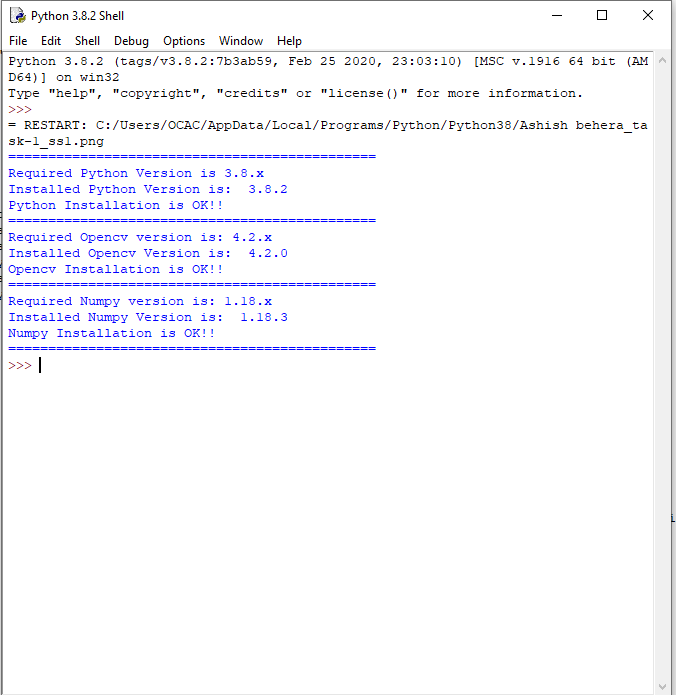 Python 3.8.2 Shell
File Edit Shell Debug Options Window Help
Python 3.8.2 (tags/v3.8.2:7b3ab59, Feb 25 2020, 23:03:10) [MSC v.1916 64 bit (AM
D64)] on win32
Type "help", "copyright", "credits" or "license()" for more information.
>>>
= RESTART: C:/Users/OCAC/AppData/Local/Programs/Python/Python38/Ashish behera_ta
sk-1_ss1.png
==============================================
Required Python Version is 3.8.x
Installed Python Version is:  3.8.2
Python Installation is OK!!
==============================================
Required Opencv version is: 4.2.x
Installed Opencv Version is:  4.2.0
Opencv Installation is OK!!
==============================================
Required Numpy version is: 1.18.x
Installed Numpy Version is:  1.18.3
Numpy Installation is OK!!
==============================================
>>>